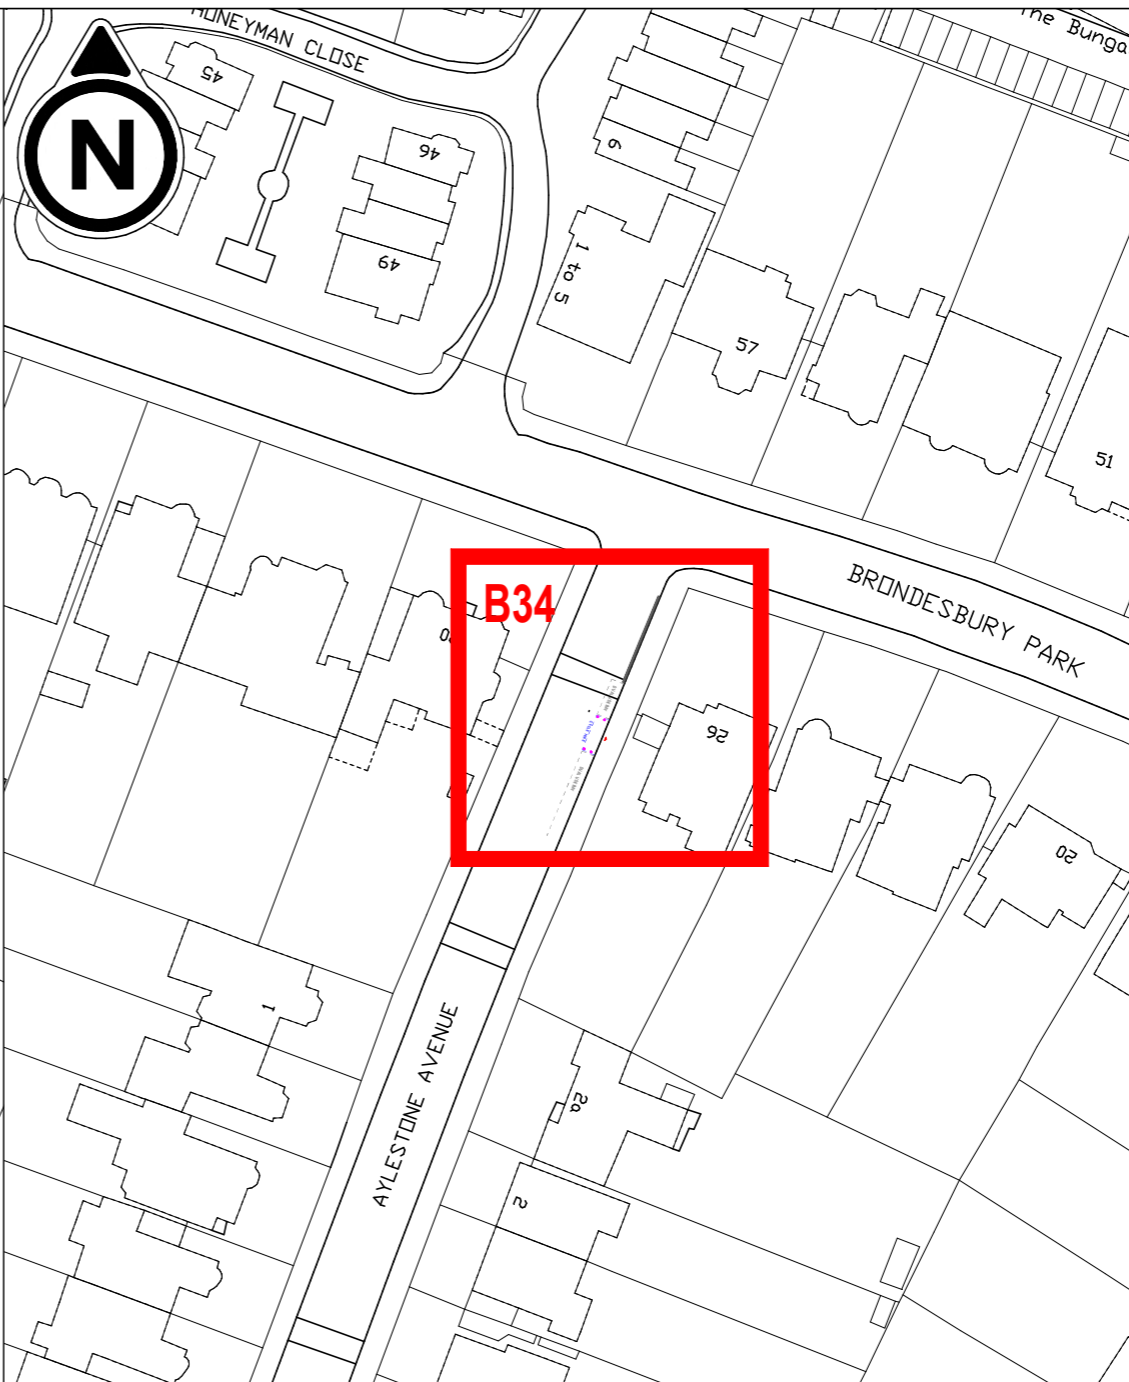 HONEYMAN CLOSE
The Bunga
N
45
46
49
6
1 to 5
57
51
B34
BRONDESBURY PARK
26
20
1
AYLESTONE AVENUE
2a
2